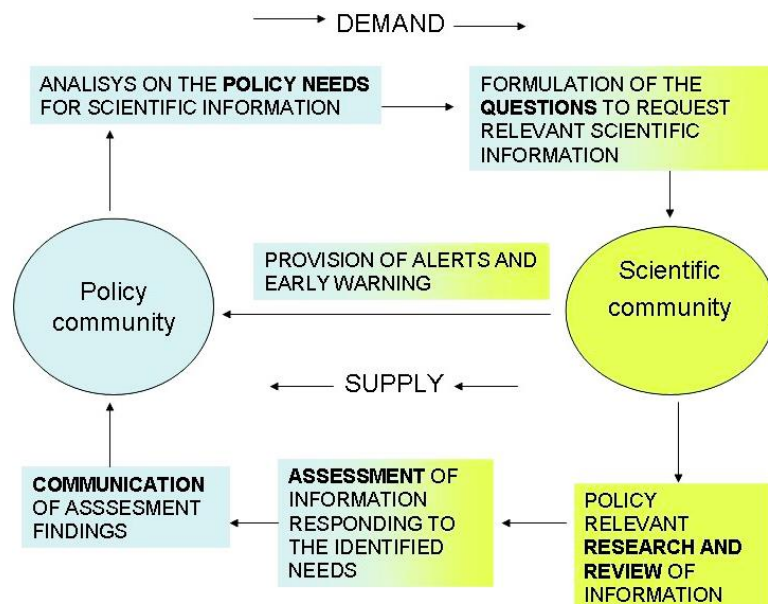 DEMAND
ANALISYS ON THE POLICY NEEDS
FOR SCIENTIFIC INFORMATION
FORMULATION OF THE
QUESTIONS TO REQUEST
RELEVANT SCIENTIFIC
INFORMATION
Policy
community
PROVISION OF ALERTS AND
EARLY WARNING
Scientific
community
SUPPLY
COMMUNICATION
OF ASSSESMENT
FINDINGS
ASSESSMENT OF
INFORMATION
RESPONDING TO
THE IDENTIFIED
NEEDS
POLICY
RELEVANT
RESEARCH AND
REVIEW OF
INFORMATION